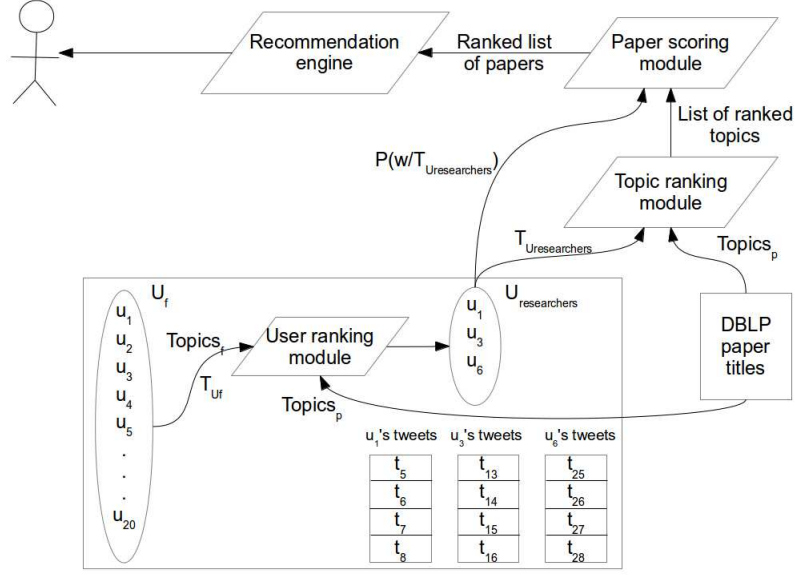 Recommendation
engine
Ranked list
of papers
Paper scoring
module
List of ranked
topics
P(w/T_Uresearchers)
Topic ranking
module
T_Uresearchers
Topics_p
U_f
U_researchers
u_1
u_2
u_3
u_4
u_5
.
.
.
u_20
Topics_f
T_Uf
User ranking
module
u_1
u_3
u_6
DBLP
paper
titles
Topics_p
u_1's tweets
t_5
t_6
t_7
t_8
u_3's tweets
t_13
t_14
t_15
t_16
u_6's tweets
t_25
t_26
t_27
t_28